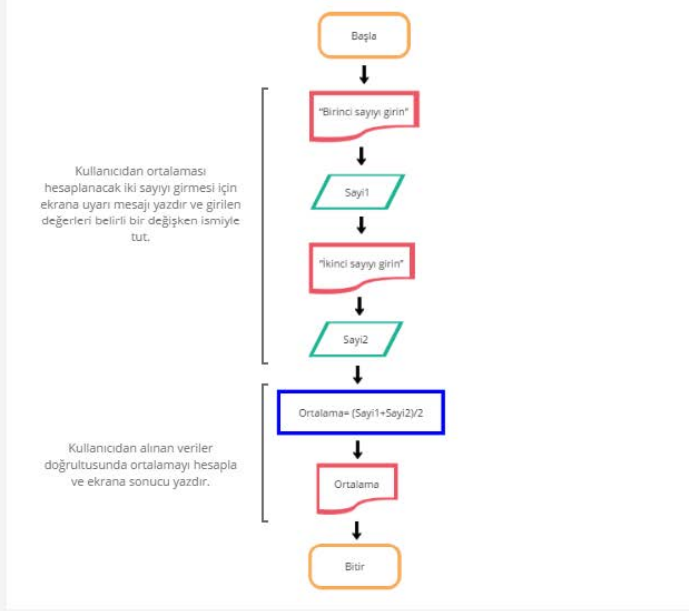 Başla
"Birinci sayıyı girin"
Kullanıcıdan ortalaması
hesaplanacak iki sayıyı girmesi için
ekrana uyarı mesajı yazdır ve girilen
değerleri belirli bir değişken ismiyle
tut.
Sayi1
"İkinci sayıyı girin"
Sayi2
Ortalama= (Sayi1+Sayi2)/2
Kullanıcıdan alınan veriler
doğrultusunda ortalamayı hesapla
ve ekrana sonucu yazdır.
Ortalama
Bitir